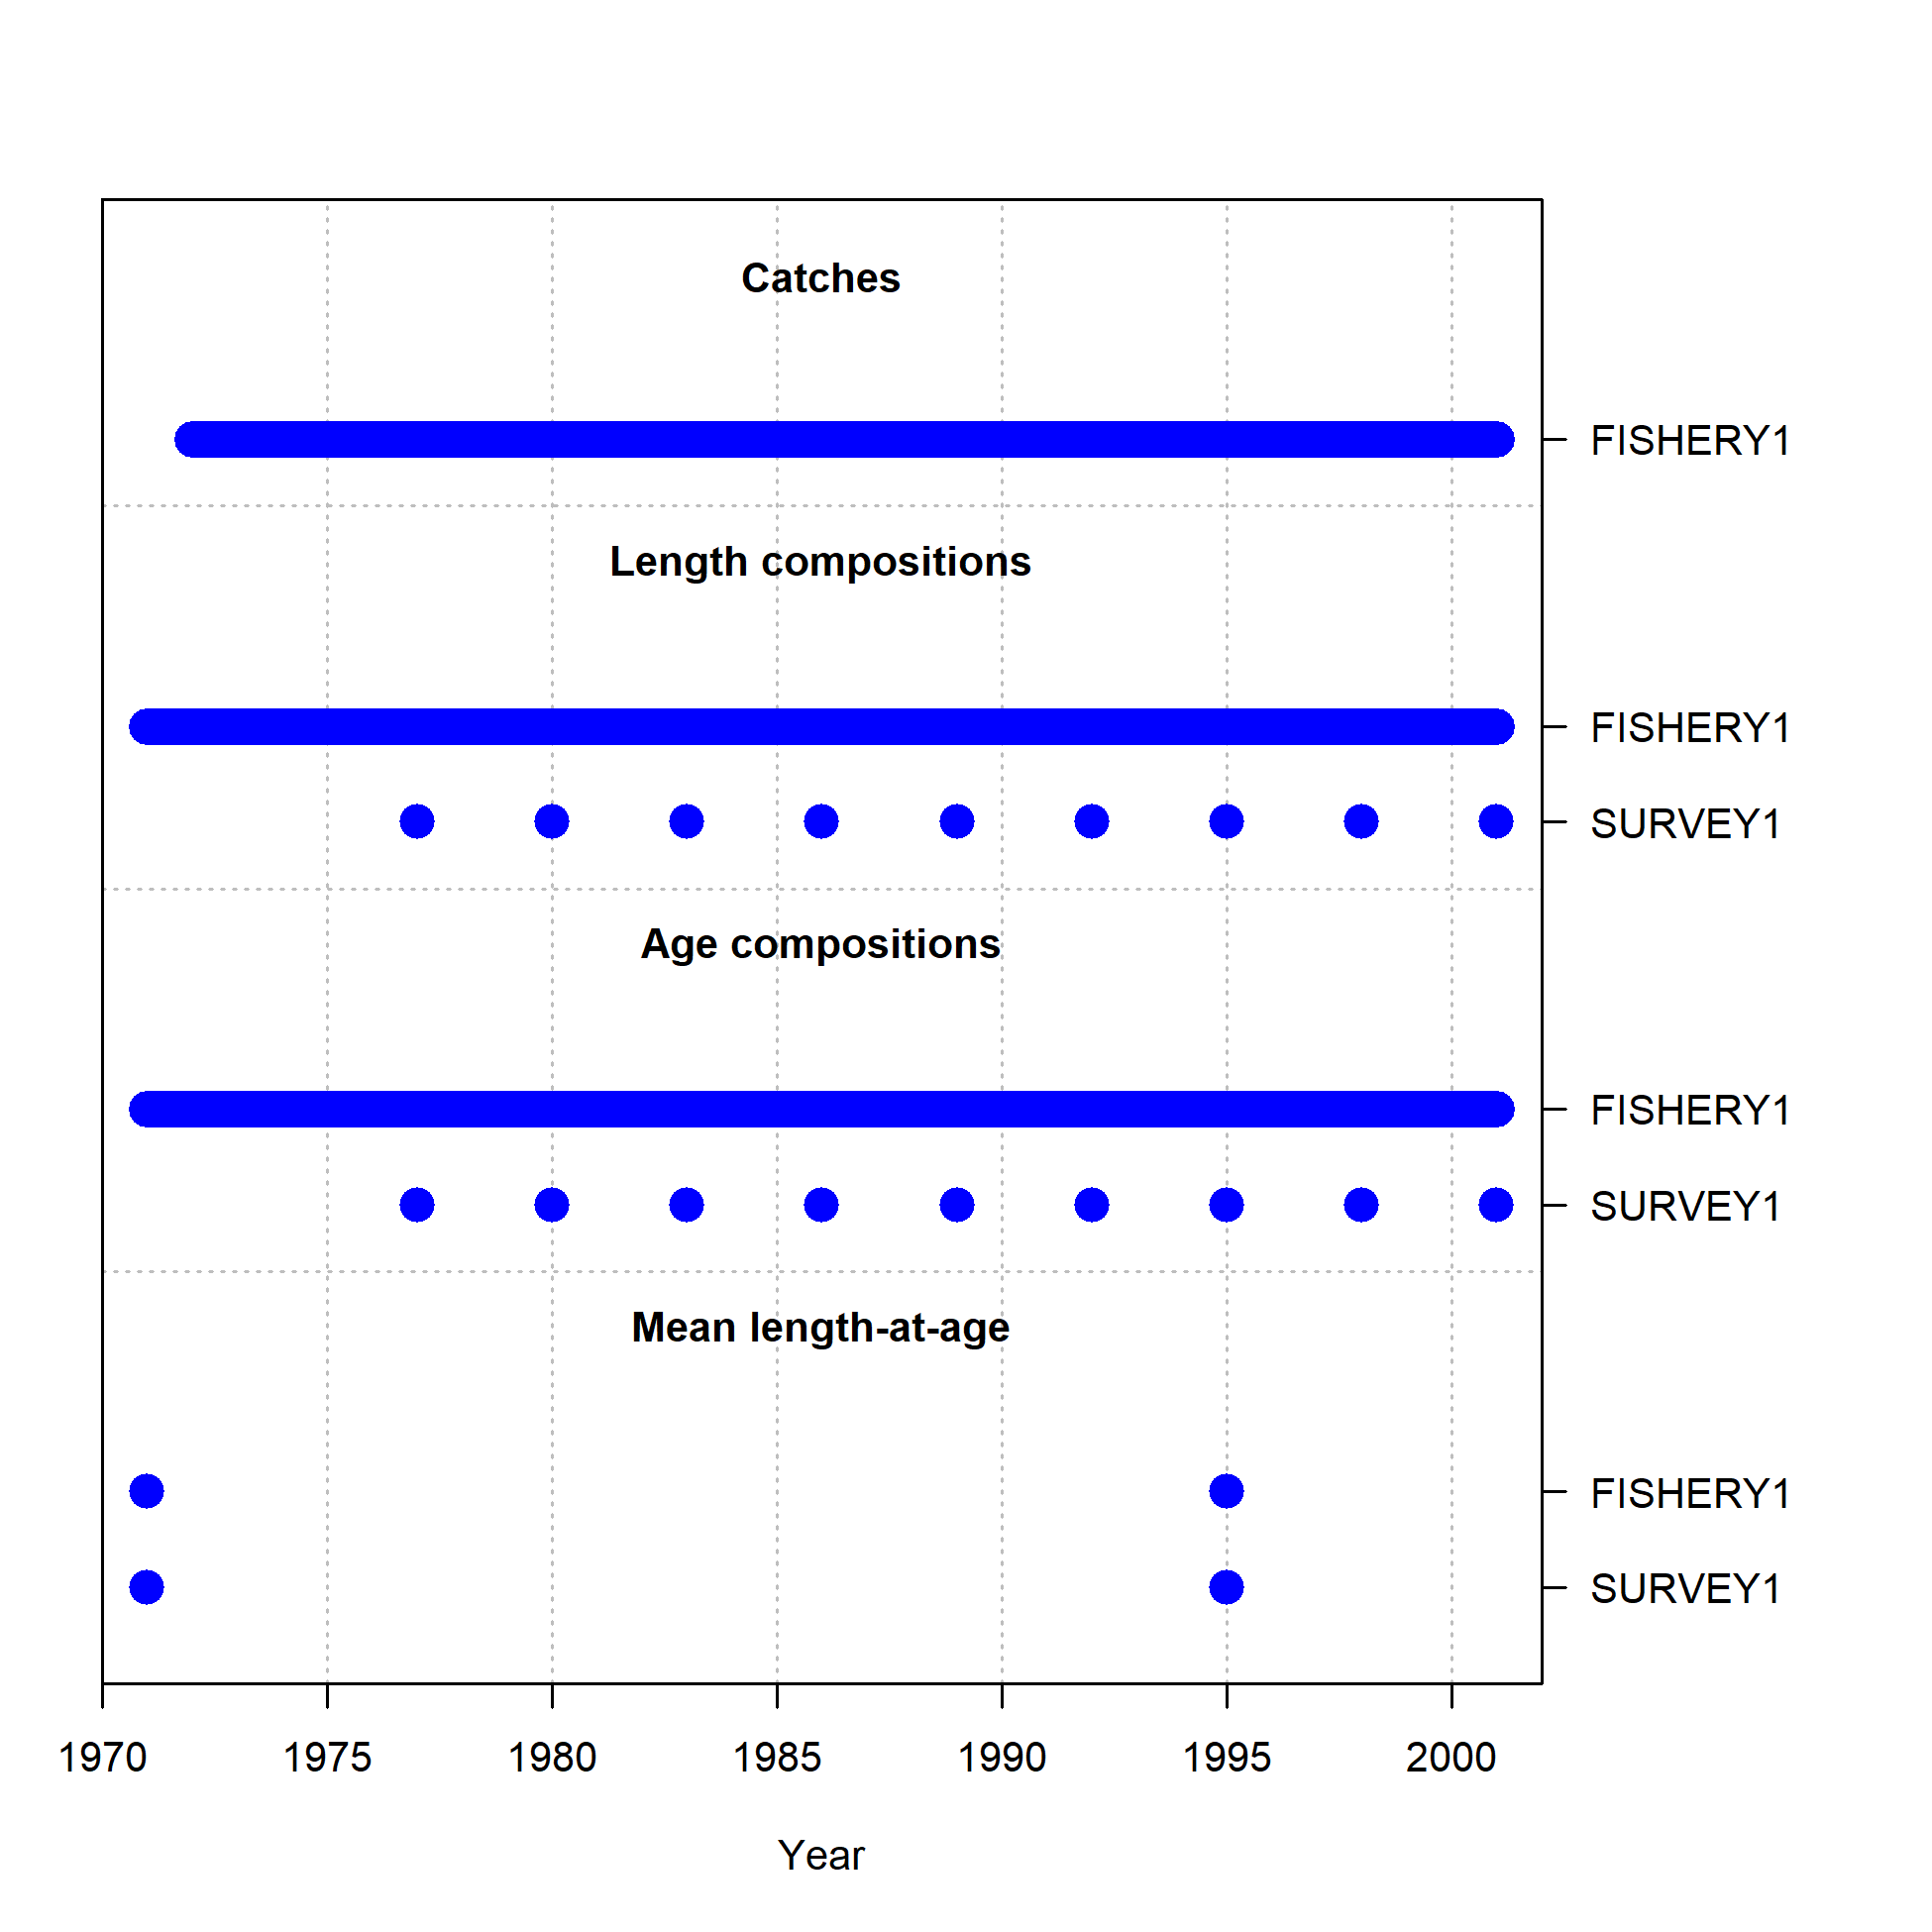 Catches
FISHERY1
Length compositions
FISHERY1
SURVEY1
Age compositions
FISHERY1
SURVEY1
Mean length-at-age
FISHERY1
SURVEY1
1970 1975 1980 1985 1990 1995 2000
Year